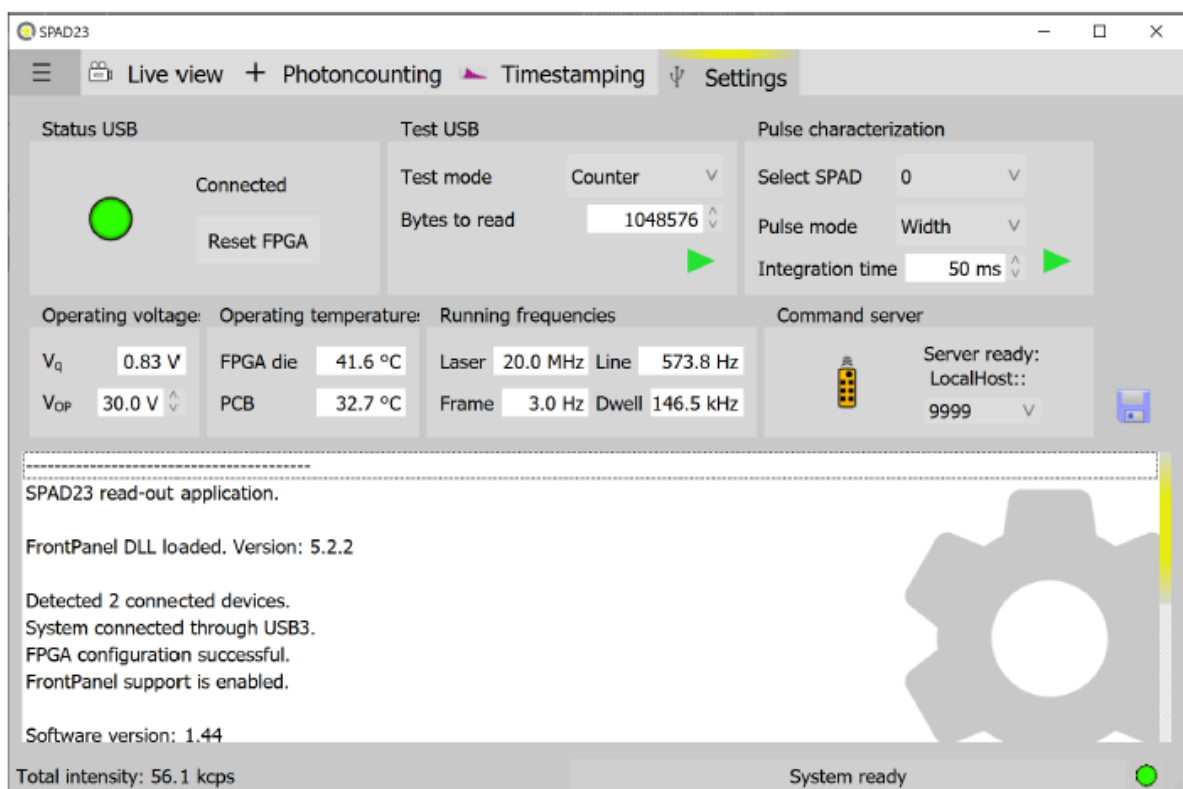 SPAD23
Live view + Photoncounting Timestamping Settings
Status USB
Connected
Reset FPGA
Test USB
Test mode Counter
Bytes to read 1048576
Pulse characterization
Select SPAD 0
Pulse mode Width
Integration time 50 ms
Operating voltage
Vq 0.83 V
VOP 30.0 V
Operating temperature
FPGA die 41.6 ºC
PCB 32.7 ºC
Running frequencies
Laser 20.0 MHz Line 573.8 Hz
Frame 3.0 Hz Dwell 146.5 kHz
Command server
Server ready:
LocalHost::
9999
----------------------------------------
SPAD23 read-out application.
FrontPanel DLL loaded. Version: 5.2.2
Detected 2 connected devices.
System connected through USB3.
FPGA configuration successful.
FrontPanel support is enabled.
Software version: 1.44
Total intensity: 56.1 kcps
System ready